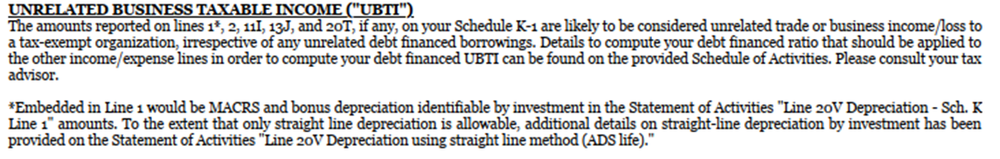 UNRELATED BUSINESS TAXABLE INCOME ("UBTI")
The amounts reported on lines 1*, 2, 11I, 13J, and 20T, if any, on your Schedule K-1 are likely to be considered unrelated trade or business income/loss to
a tax-exempt organization, irrespective of any unrelated debt financed borrowings. Details to compute your debt financed ratio that should be applied to
the other income/expense lines in order to compute your debt financed UBTI can be found on the provided Schedule of Activities. Please consult your tax
advisor.
*Embedded in Line 1 would be MACRS and bonus depreciation identifiable by investment in the Statement of Activities "Line 20V Depreciation - Sch. K
Line 1" amounts. To the extent that only straight line depreciation is allowable, additional details on straight-line depreciation by investment has been
provided on the Statement of Activities "Line 20V Depreciation using straight line method (ADS life)."